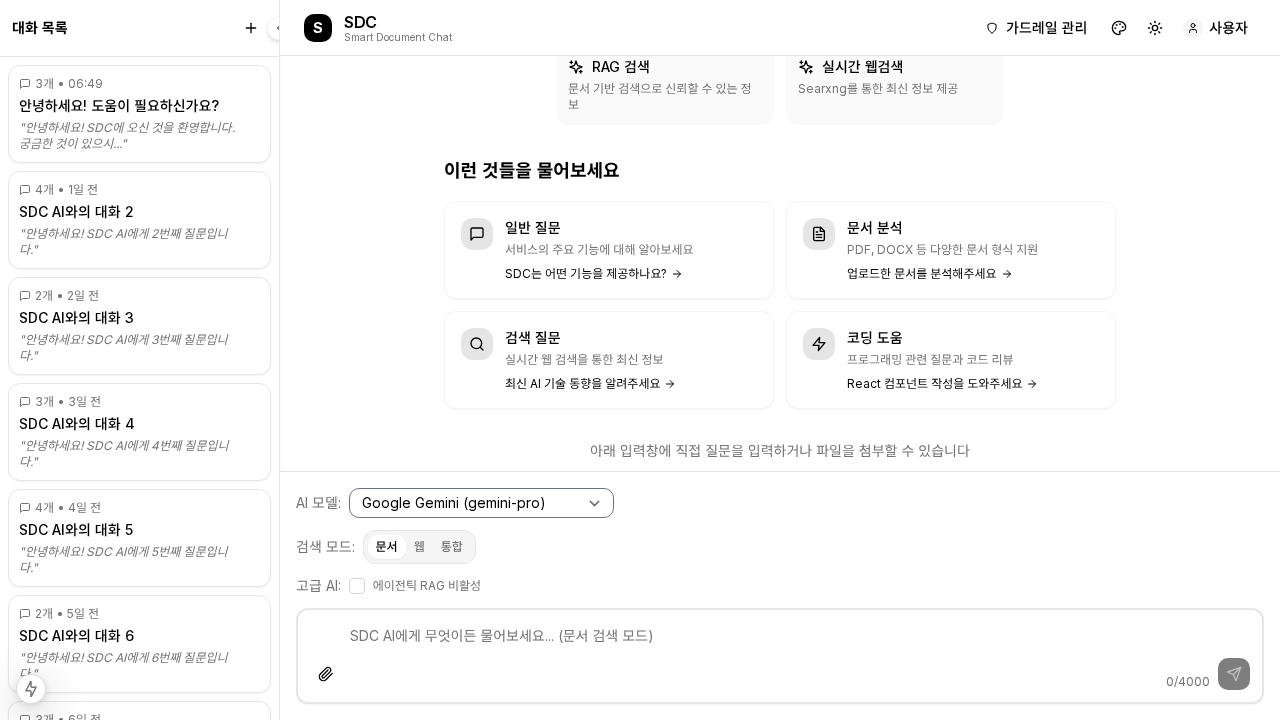 대화 목록
3개 • 06:49
안녕하세요! 도움이 필요하신가요?
"안녕하세요! SDC에 오신 것을 환영합니다.
궁금한 것이 있으시..."
4개 • 1일 전
SDC AI와의 대화 2
"안녕하세요! SDC AI에게 2번째 질문입니
다."
2개 • 2일 전
SDC AI와의 대화 3
"안녕하세요! SDC AI에게 3번째 질문입니
다."
3개 • 3일 전
SDC AI와의 대화 4
"안녕하세요! SDC AI에게 4번째 질문입니
다."
4개 • 4일 전
SDC AI와의 대화 5
"안녕하세요! SDC AI에게 5번째 질문입니
다."
2개 • 5일 전
SDC AI와의 대화 6
"안녕하세요! SDC AI에게 6번째 질문입니
다."
3개 • 6일 전
S
SDC
Smart Document Chat
가드레일 관리
사용자
RAG 검색
문서 기반 검색으로 신뢰할 수 있는 정
보
실시간 웹검색
Searxng를 통한 최신 정보 제공
이런 것들을 물어보세요
일반 질문
서비스의 주요 기능에 대해 알아보세요
SDC는 어떤 기능을 제공하나요? →
문서 분석
PDF, DOCX 등 다양한 문서 형식 지원
업로드한 문서를 분석해주세요 →
검색 질문
실시간 웹 검색을 통한 최신 정보
최신 AI 기술 동향을 알려주세요 →
코딩 도움
프로그래밍 관련 질문과 코드 리뷰
React 컴포넌트 작성을 도와주세요 →
아래 입력창에 직접 질문을 입력하거나 파일을 첨부할 수 있습니다
AI 모델: Google Gemini (gemini-pro)
검색 모드: 문서 웹 통합
고급 AI: 에이전틱 RAG 비활성
SDC AI에게 무엇이든 물어보세요... (문서 검색 모드)
0/4000